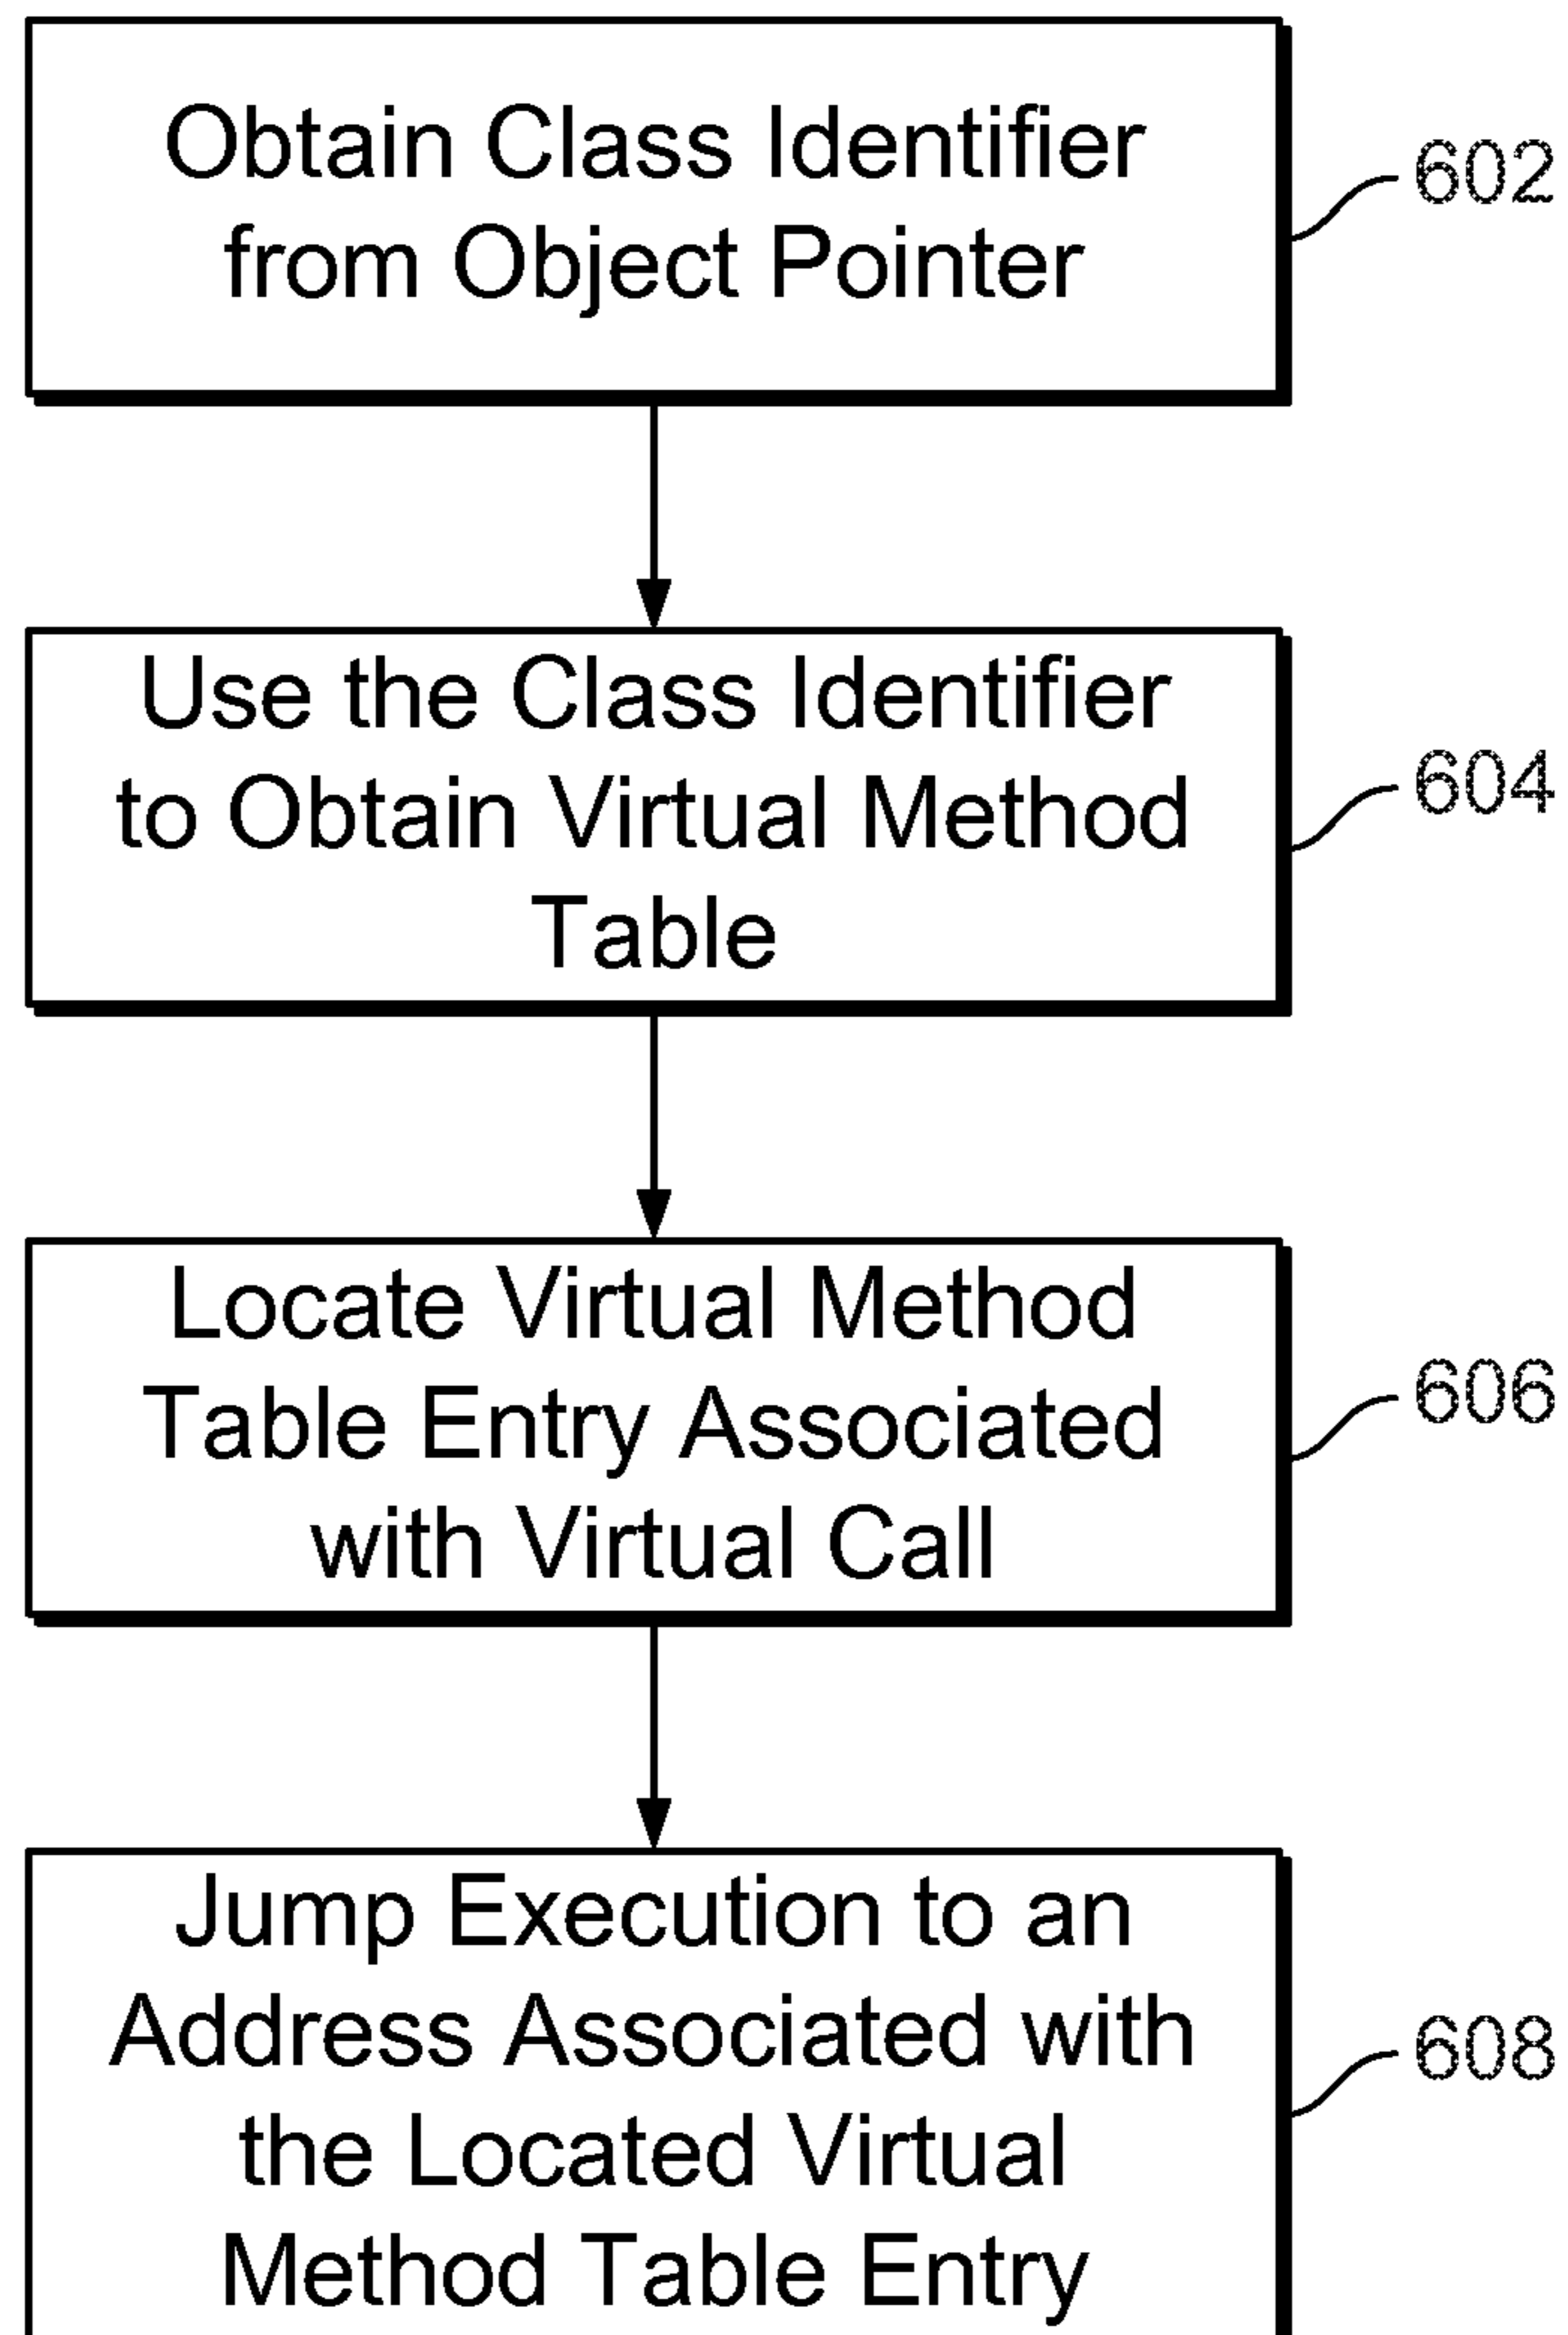 Obtain Class Identifier
from Object Pointer
602
Use the Class Identifier
to Obtain Virtual Method
Table
604
Locate Virtual Method
Table Entry Associated
with Virtual Call
606
Jump Execution to an
Address Associated with
the Located Virtual
Method Table Entry
608